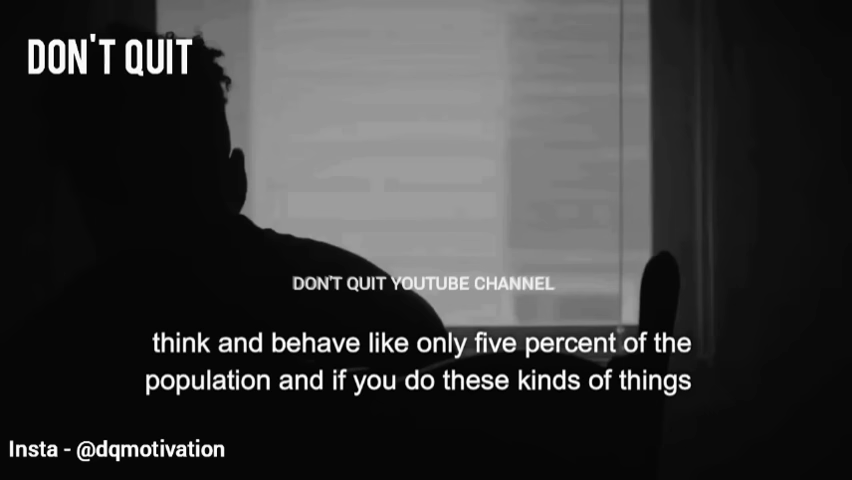 DON'T QUIT
DON'T QUIT YOUTUBE CHANNEL
think and behave like only five percent of the
population and if you do these kinds of things
Insta - @dqmotivation